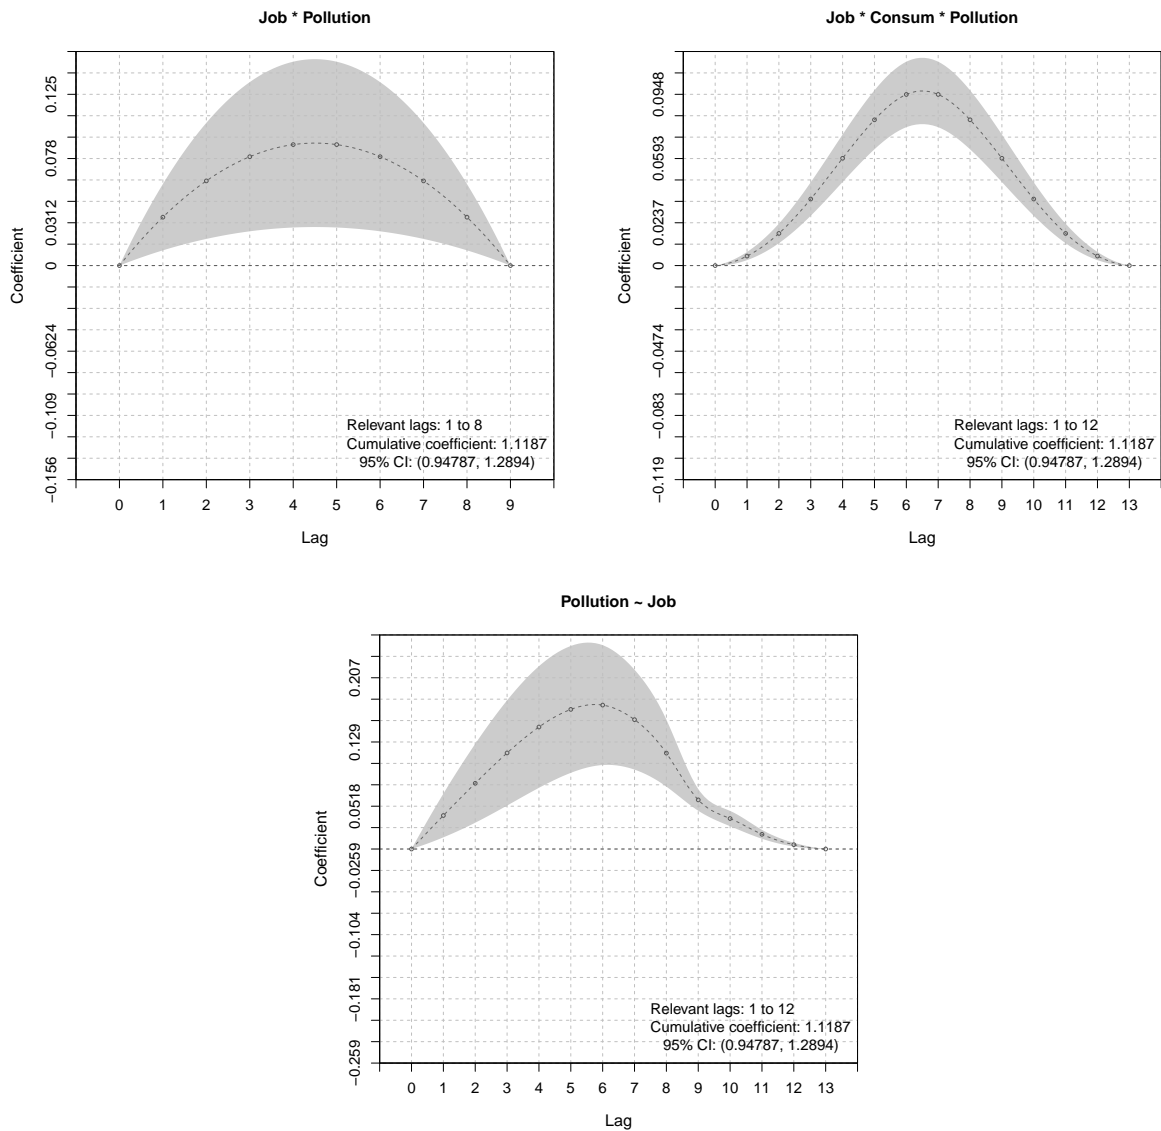 Job * Pollution
Coefficient
0.125
0.078
0.0312
0
−0.0624
−0.109
−0.156
Relevant lags: 1 to 8
Cumulative coefficient: 1.1187
95% CI: (0.94787, 1.2894)
0 1 2 3 4 5 6 7 8 9
Lag
Job * Consum * Pollution
Coefficient
0.0948
0.0593
0.0237
0
−0.0474
−0.083
−0.119
Relevant lags: 1 to 12
Cumulative coefficient: 1.1187
95% CI: (0.94787, 1.2894)
0 1 2 3 4 5 6 7 8 9 10 11 12 13
Lag
Pollution ~ Job
Coefficient
0.207
0.129
0.0518
−0.0259
−0.104
−0.181
−0.259
Relevant lags: 1 to 12
Cumulative coefficient: 1.1187
95% CI: (0.94787, 1.2894)
0 1 2 3 4 5 6 7 8 9 10 11 12 13
Lag